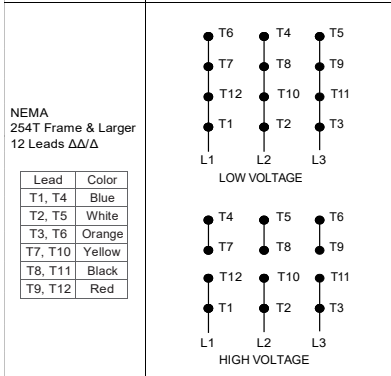 NEMA
254T Frame & Larger
12 Leads ΔΔ/Δ
Lead Color
T1, T4 Blue
T2, T5 White
T3, T6 Orange
T7, T10 Yellow
T8, T11 Black
T9, T12 Red
T6 T4 T5
T7 T8 T9
T12 T10 T11
T1 T2 T3
L1 L2 L3
LOW VOLTAGE
T4 T5 T6
T7 T8 T9
T12 T10 T11
T1 T2 T3
L1 L2 L3
HIGH VOLTAGE